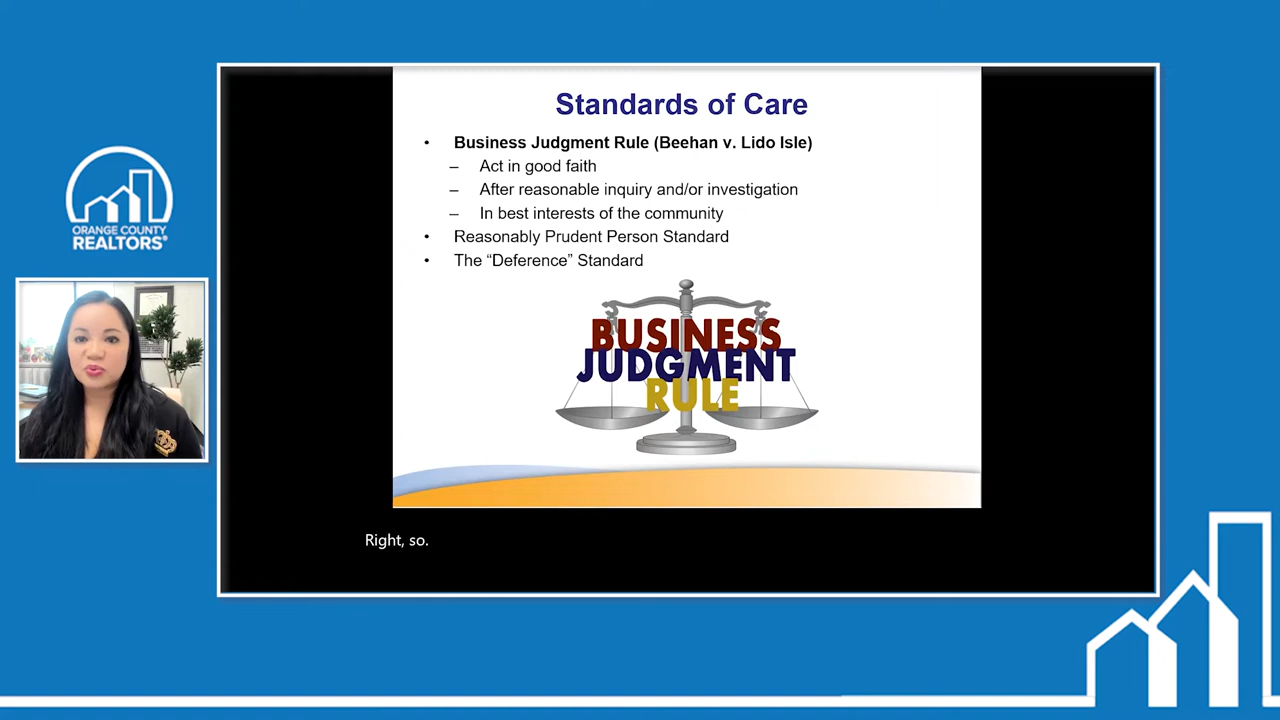 Standards of Care
• Business Judgment Rule (Beehan v. Lido Isle)
– Act in good faith
– After reasonable inquiry and/or investigation
– In best interests of the community
• Reasonably Prudent Person Standard
• The “Deference” Standard
BUSINESS
JUDGMENT
RULE
ORANGE COUNTY
REALTORS®
Right, so.